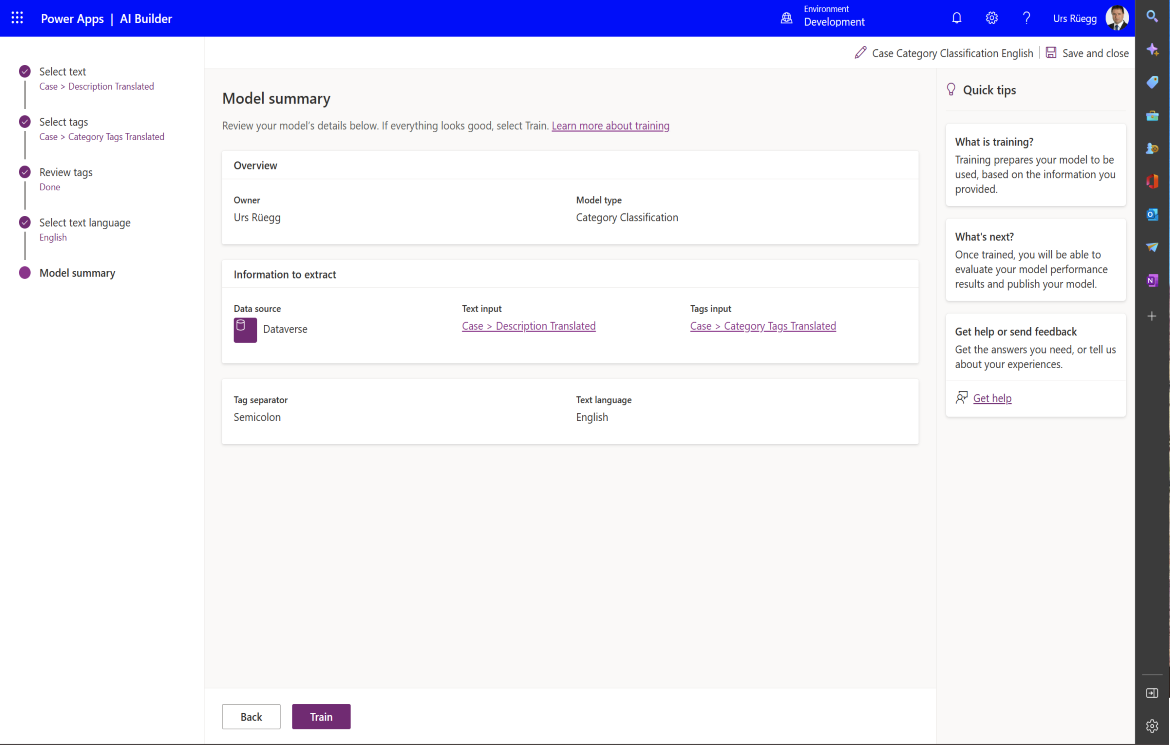 Power Apps | AI Builder
Environment
Development
?
Urs Rüegg
Case Category Classification English
Save and close
Select text
Case > Description Translated
Select tags
Case > Category Tags Translated
Review tags
Done
Select text language
English
Model summary
Model summary
Review your model's details below. If everything looks good, select Train. Learn more about training
Overview
Owner
Model type
Urs Rüegg
Category Classification
Information to extract
Data source
Text input
Tags input
Dataverse
Case > Description Translated
Case > Category Tags Translated
Tag separator
Text language
Semicolon
English
Back
Train
Quick tips
What is training?
Training prepares your model to be
used, based on the information you
provided.
What's next?
Once trained, you will be able to
evaluate your model performance
results and publish your model.
Get help or send feedback
Get the answers you need, or tell us
about your experiences.
Get help